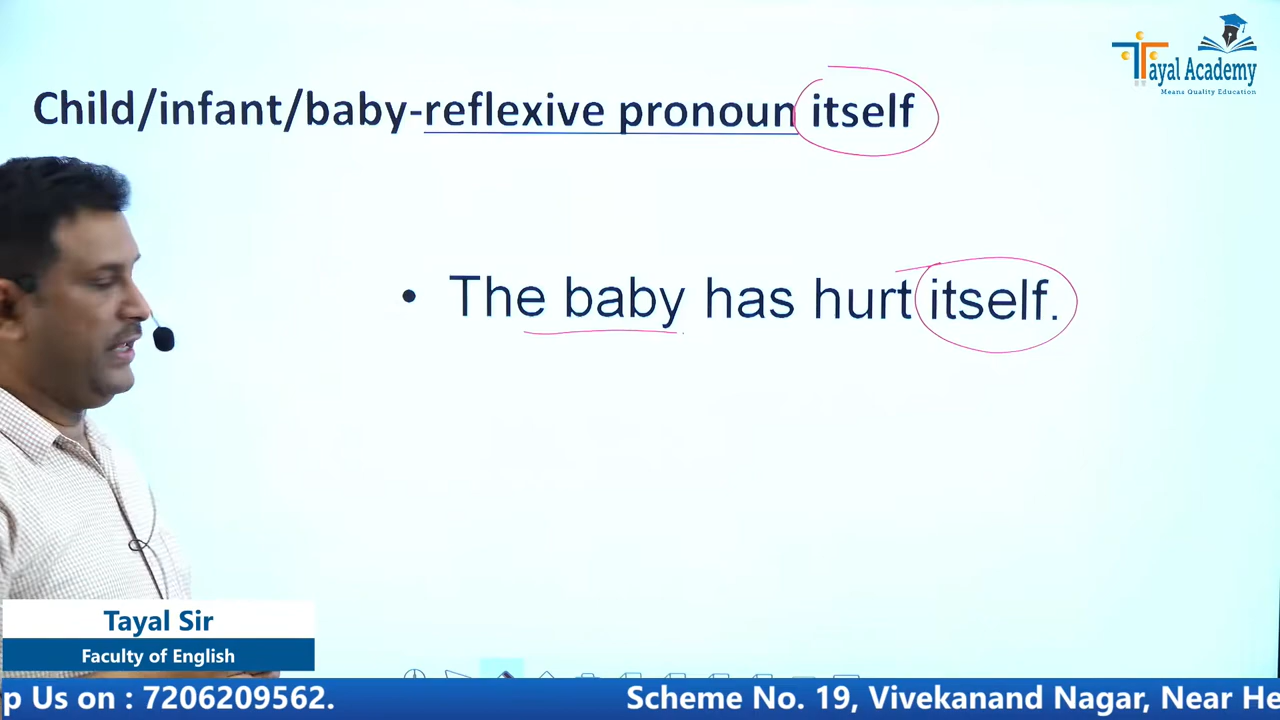 Tayal Academy
Means Quality Education
Child/infant/baby-reflexive pronoun itself
• The baby has hurt itself.
Tayal Sir
Faculty of English
p Us on : 7206209562. Scheme No. 19, Vivekanand Nagar, Near He